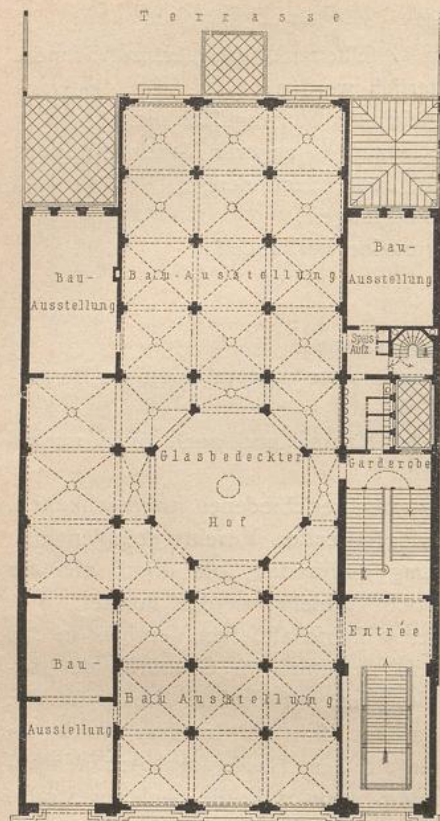 Terrasse
Bau-
Ausstellung
Bau-Ausstellung
Bau-
Ausstellung
Speis.
Aufz.
Glasbedeckter
Hof
Garderobe
Entrée
Bau-
Ausstellung
Bau Ausstellung